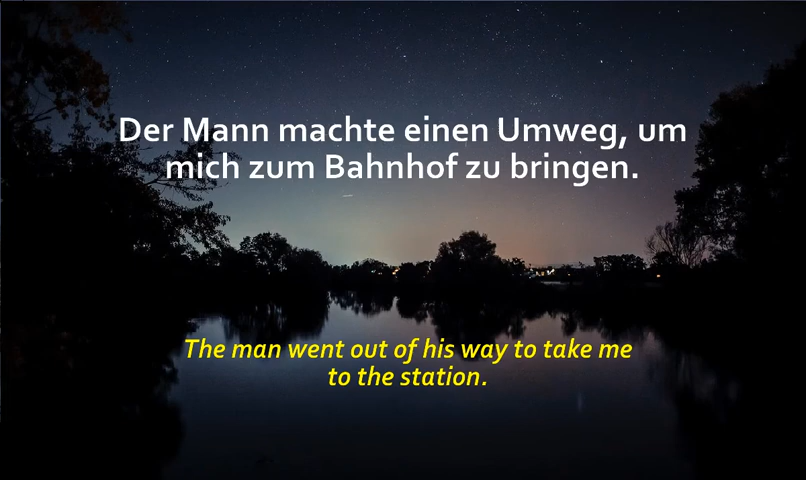 Der Mann machte einen Umweg, um
mich zum Bahnhof zu bringen.
The man went out of his way to take me
to the station.